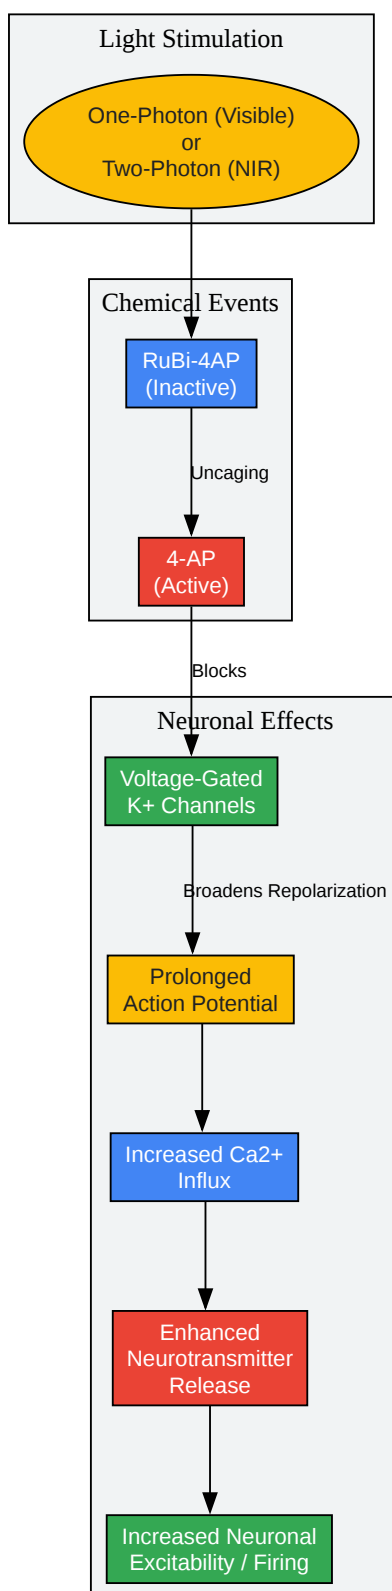 Light Stimulation
One-Photon (Visible)
or
Two-Photon (NIR)
Chemical Events
RuBi-4AP
(Inactive)
Uncaging
4-AP
(Active)
Blocks
Neuronal Effects
Voltage-Gated
K+ Channels
Broadens Repolarization
Prolonged
Action Potential
Increased Ca2+
Influx
Enhanced
Neurotransmitter
Release
Increased Neuronal
Excitability / Firing